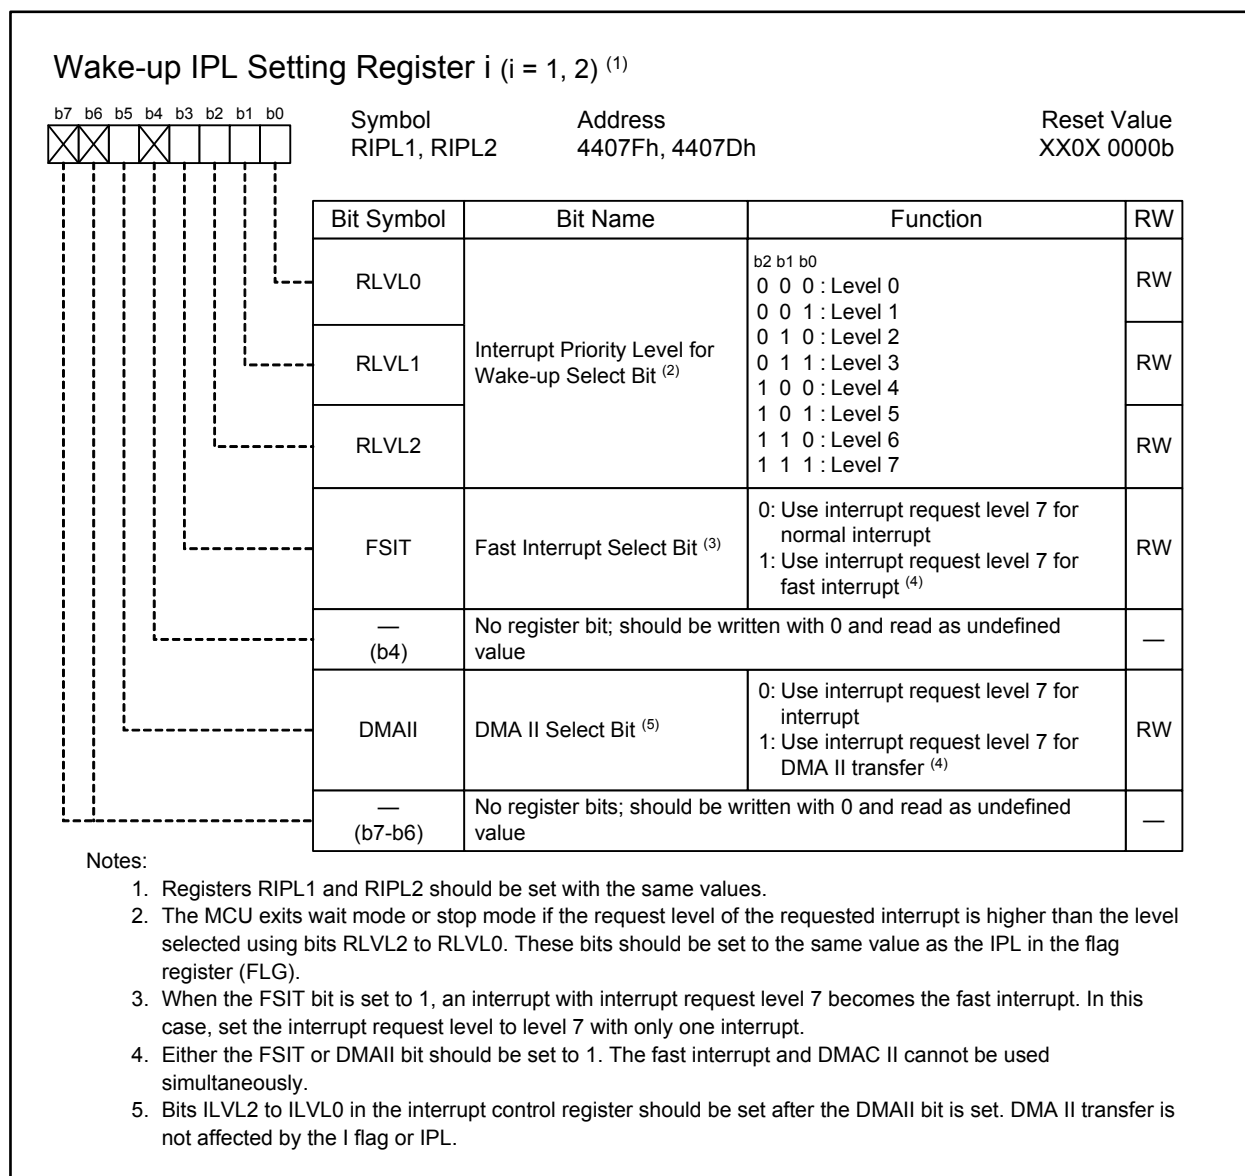 Wake-up IPL Setting Register i (i = 1, 2) (1)
b7 b6 b5 b4 b3 b2 b1 b0
Symbol Address Reset Value
RIPL1, RIPL2 4407Fh, 4407Dh XX0X 0000b
Bit Symbol Bit Name Function RW
RLVL0 RW
RLVL1 RW
RLVL2 RW
Interrupt Priority Level for
Wake-up Select Bit (2)
b2 b1 b0
0 0 0 : Level 0
0 0 1 : Level 1
0 1 0 : Level 2
0 1 1 : Level 3
1 0 0 : Level 4
1 0 1 : Level 5
1 1 0 : Level 6
1 1 1 : Level 7
FSIT Fast Interrupt Select Bit (3) RW
0: Use interrupt request level 7 for
normal interrupt
1: Use interrupt request level 7 for
fast interrupt (4)
—
(b4)
No register bit; should be written with 0 and read as undefined
value
—
DMAII DMA II Select Bit (5) RW
0: Use interrupt request level 7 for
interrupt
1: Use interrupt request level 7 for
DMA II transfer (4)
—
(b7-b6)
No register bits; should be written with 0 and read as undefined
value
—
Notes:
1. Registers RIPL1 and RIPL2 should be set with the same values.
2. The MCU exits wait mode or stop mode if the request level of the requested interrupt is higher than the level
selected using bits RLVL2 to RLVL0. These bits should be set to the same value as the IPL in the flag
register (FLG).
3. When the FSIT bit is set to 1, an interrupt with interrupt request level 7 becomes the fast interrupt. In this
case, set the interrupt request level to level 7 with only one interrupt.
4. Either the FSIT or DMAII bit should be set to 1. The fast interrupt and DMAC II cannot be used
simultaneously.
5. Bits ILVL2 to ILVL0 in the interrupt control register should be set after the DMAII bit is set. DMA II transfer is
not affected by the I flag or IPL.